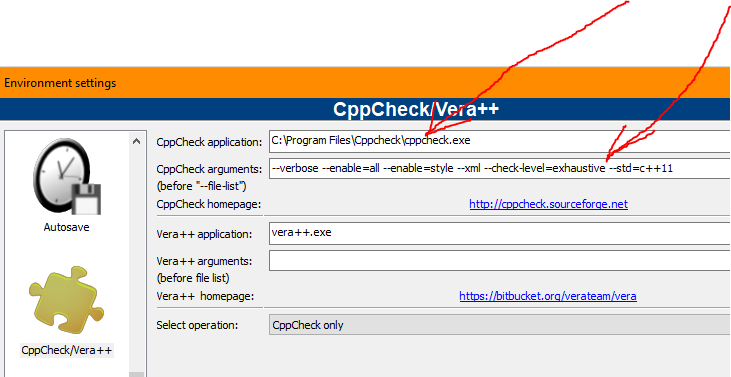 Environment settings
CppCheck/Vera++
CppCheck application:
C:\Program Files\Cppcheck\cppcheck.exe
CppCheck arguments:
(before "--file-list")
--verbose --enable=all --enable=style --xml --check-level=exhaustive --std=c++11
CppCheck homepage:
http://cppcheck.sourceforge.net
Autosave
Vera++ application:
vera++.exe
Vera++ arguments:
(before file list)
Vera++ homepage:
https://bitbucket.org/verateam/vera
Select operation:
CppCheck only
CppCheck/Vera++